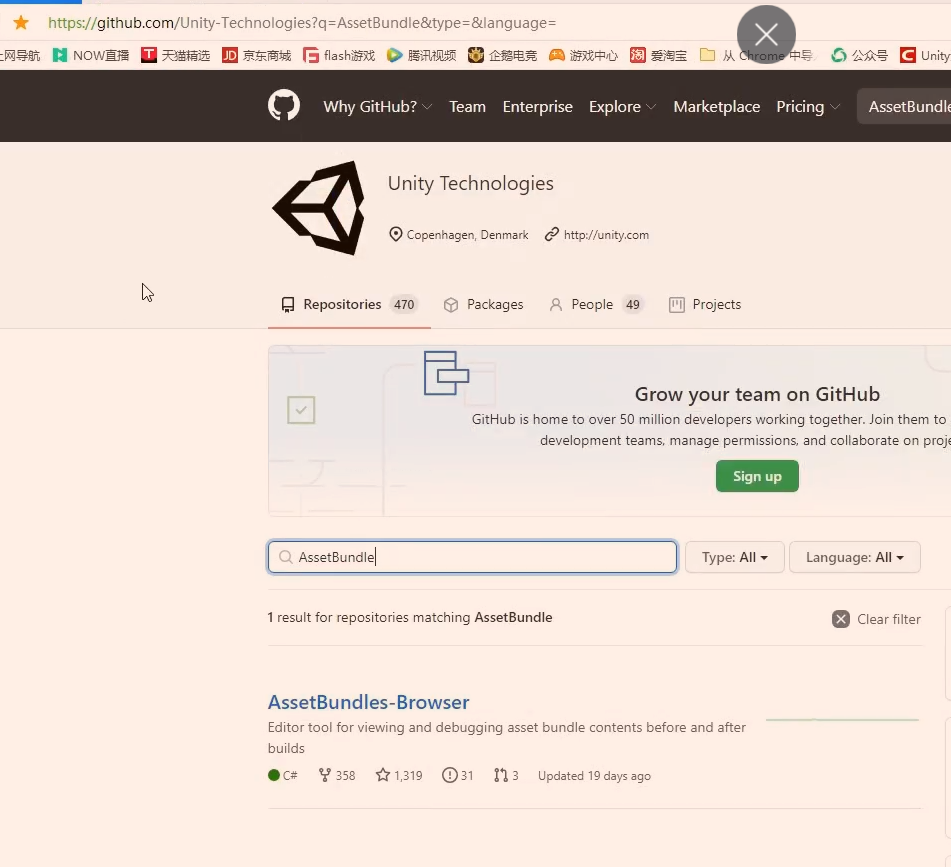 https://github.com/Unity-Technologies?q=AssetBundle&type=&language=
上网导航 NOW直播 天猫精选 JD 京东商城 flash游戏 腾讯视频 企鹅电竞 游戏中心 淘 爱淘宝 从 Chrome 中导 公众号 Unity
Why GitHub? Team Enterprise Explore Marketplace Pricing AssetBundle
Unity Technologies
Copenhagen, Denmark http://unity.com
Repositories 470 Packages People 49 Projects
Grow your team on GitHub
GitHub is home to over 50 million developers working together. Join them to
development teams, manage permissions, and collaborate on proje
Sign up
AssetBundle Type: All Language: All
1 result for repositories matching AssetBundle Clear filter
AssetBundles-Browser
Editor tool for viewing and debugging asset bundle contents before and after
builds
C# 358 1,319 31 3 Updated 19 days ago